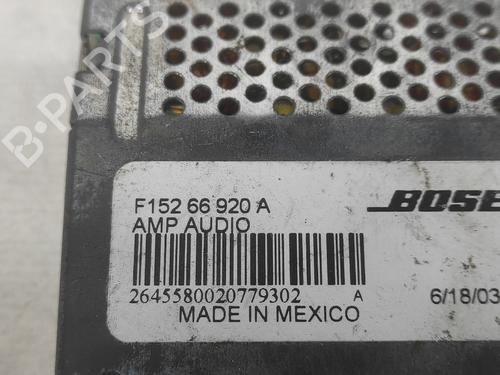 B-PARTS
F152 66 920 A
BOSE
AMP AUDIO
2645580020779302 A
6/18/03
MADE IN MEXICO